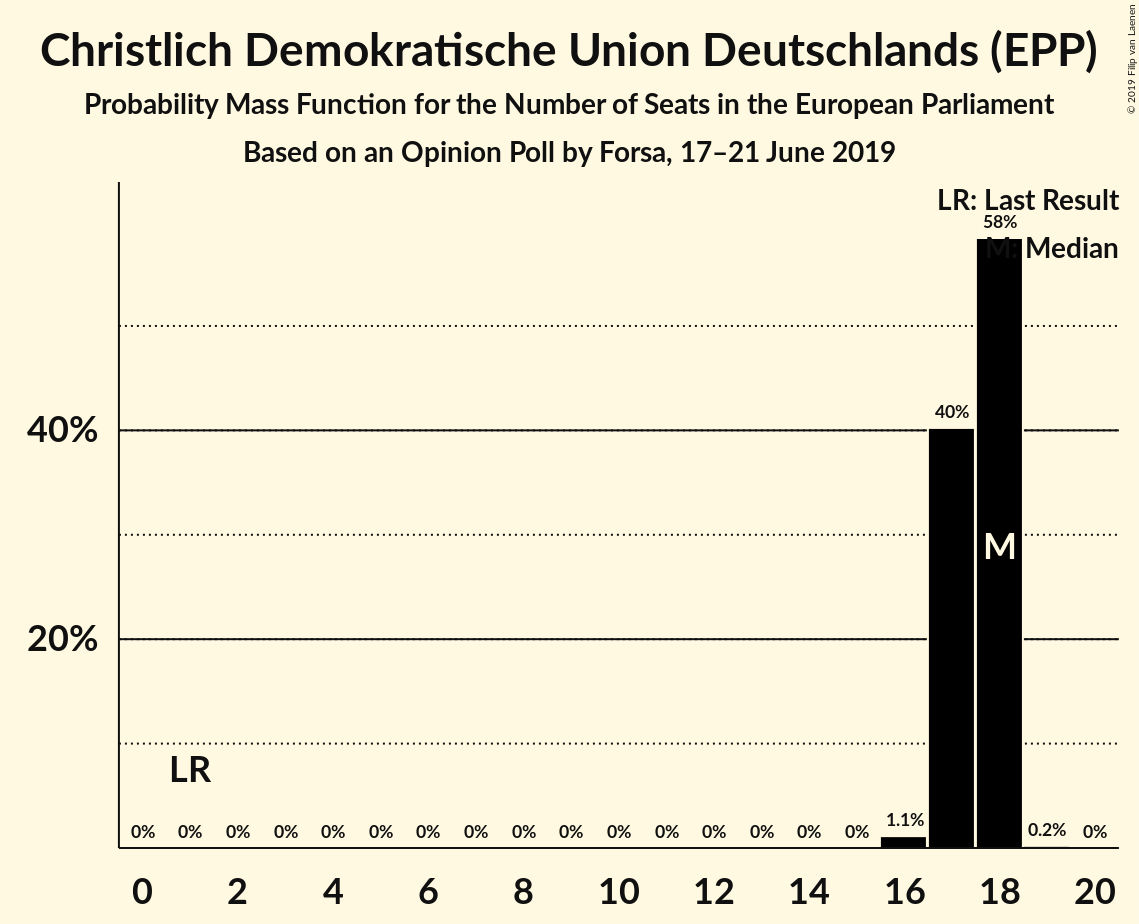 Christlich Demokratische Union Deutschlands (EPP)
Probability Mass Function for the Number of Seats in the European Parliament
Based on an Opinion Poll by Forsa, 17–21 June 2019
© 2019 Filip van Laenen
LR: Last Result
58%
M: Median
40%
40%
M
20%
LR
0% 0% 0% 0% 0% 0% 0% 0% 0% 0% 0% 0% 0% 0% 0% 0% 1.1% 0.2% 0%
0 2 4 6 8 10 12 14 16 18 20